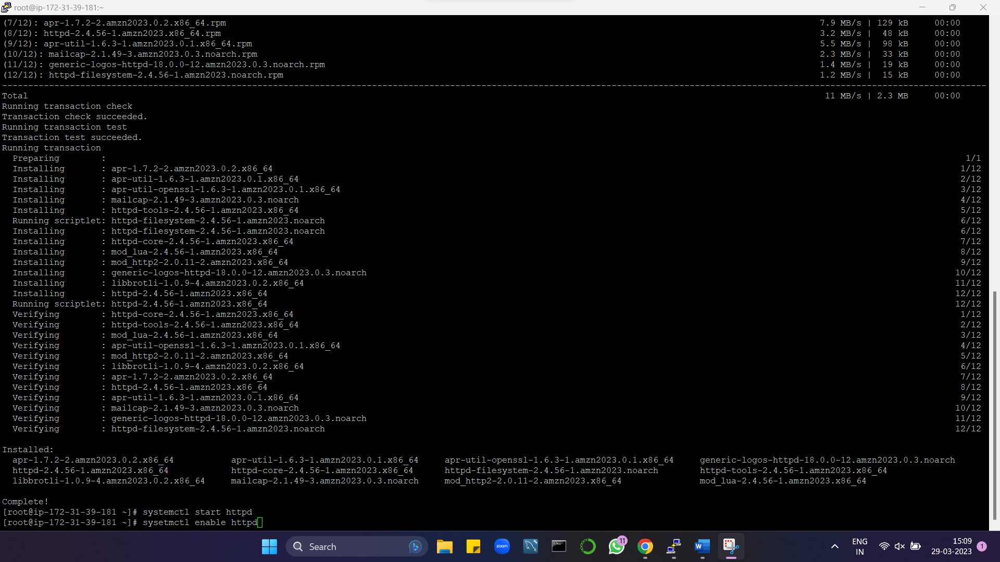 root@ip-172-31-39-181:~
(7/12): apr-1.7.2-2.amzn2023.0.2.x86_64.rpm 7.9 MB/s | 129 kB 00:00
(8/12): httpd-2.4.56-1.amzn2023.x86_64.rpm 3.2 MB/s | 48 kB 00:00
(9/12): apr-util-1.6.3-1.amzn2023.0.1.x86_64.rpm 5.5 MB/s | 98 kB 00:00
(10/12): mailcap-2.1.49-3.amzn2023.0.3.noarch.rpm 2.3 MB/s | 33 kB 00:00
(11/12): generic-logos-httpd-18.0.0-12.amzn2023.0.3.noarch.rpm 1.4 MB/s | 19 kB 00:00
(12/12): httpd-filesystem-2.4.56-1.amzn2023.noarch.rpm 1.2 MB/s | 15 kB 00:00
Total 11 MB/s | 2.3 MB 00:00
Running transaction check
Transaction check succeeded.
Running transaction test
Transaction test succeeded.
Running transaction
Preparing : 1/1
Installing : apr-1.7.2-2.amzn2023.0.2.x86_64 1/12
Installing : apr-util-1.6.3-1.amzn2023.0.1.x86_64 2/12
Installing : apr-util-openssl-1.6.3-1.amzn2023.0.1.x86_64 3/12
Installing : mailcap-2.1.49-3.amzn2023.0.3.noarch 4/12
Installing : httpd-tools-2.4.56-1.amzn2023.x86_64 5/12
Running scriptlet: httpd-filesystem-2.4.56-1.amzn2023.noarch 6/12
Installing : httpd-filesystem-2.4.56-1.amzn2023.noarch 6/12
Installing : httpd-core-2.4.56-1.amzn2023.x86_64 7/12
Installing : mod_lua-2.4.56-1.amzn2023.x86_64 8/12
Installing : mod_http2-2.0.11-2.amzn2023.x86_64 9/12
Installing : generic-logos-httpd-18.0.0-12.amzn2023.0.3.noarch 10/12
Installing : libbrotli-1.0.9-4.amzn2023.0.2.x86_64 11/12
Installing : httpd-2.4.56-1.amzn2023.x86_64 12/12
Running scriptlet: httpd-2.4.56-1.amzn2023.x86_64 12/12
Verifying : httpd-core-2.4.56-1.amzn2023.x86_64 1/12
Verifying : httpd-tools-2.4.56-1.amzn2023.x86_64 2/12
Verifying : mod_lua-2.4.56-1.amzn2023.x86_64 3/12
Verifying : apr-util-openssl-1.6.3-1.amzn2023.0.1.x86_64 4/12
Verifying : mod_http2-2.0.11-2.amzn2023.x86_64 5/12
Verifying : libbrotli-1.0.9-4.amzn2023.0.2.x86_64 6/12
Verifying : apr-1.7.2-2.amzn2023.0.2.x86_64 7/12
Verifying : httpd-2.4.56-1.amzn2023.x86_64 8/12
Verifying : apr-util-1.6.3-1.amzn2023.0.1.x86_64 9/12
Verifying : mailcap-2.1.49-3.amzn2023.0.3.noarch 10/12
Verifying : generic-logos-httpd-18.0.0-12.amzn2023.0.3.noarch 11/12
Verifying : httpd-filesystem-2.4.56-1.amzn2023.noarch 12/12
Installed:
apr-1.7.2-2.amzn2023.0.2.x86_64 apr-util-1.6.3-1.amzn2023.0.1.x86_64 apr-util-openssl-1.6.3-1.amzn2023.0.1.x86_64 generic-logos-httpd-18.0.0-12.amzn2023.0.3.noarch
httpd-2.4.56-1.amzn2023.x86_64 httpd-core-2.4.56-1.amzn2023.x86_64 httpd-filesystem-2.4.56-1.amzn2023.noarch httpd-tools-2.4.56-1.amzn2023.x86_64
libbrotli-1.0.9-4.amzn2023.0.2.x86_64 mailcap-2.1.49-3.amzn2023.0.3.noarch mod_http2-2.0.11-2.amzn2023.x86_64 mod_lua-2.4.56-1.amzn2023.x86_64
Complete!
[root@ip-172-31-39-181 ~]# systemctl start httpd
[root@ip-172-31-39-181 ~]# sysetmctl enable httpd
Search
zoom
11
W
ENG
IN
15:09
29-03-2023
1